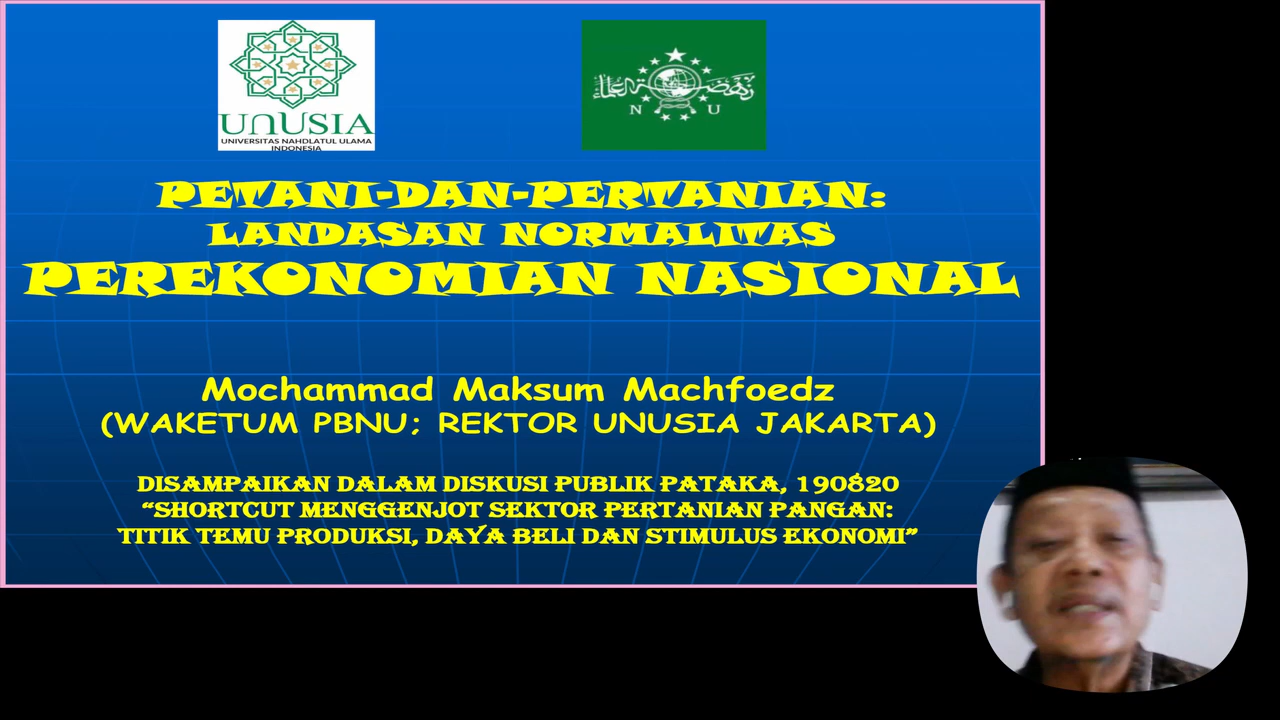 UNUSIA
UNIVERSITAS NAHDLATUL ULAMA
INDONESIA
نهضة العلماء
N U
PETANI-DAN-PERTANIAN:
LANDASAN NORMALITAS
PEREKONOMIAN NASIONAL
Mochammad Maksum Machfoedz
(WAKETUM PBNU; REKTOR UNUSIA JAKARTA)
DISAMPAIKAN DALAM DISKUSI PUBLIK PATAKA, 190820
“SHORTCUT MENGGENJOT SEKTOR PERTANIAN PANGAN:
TITIK TEMU PRODUKSI, DAYA BELI DAN STIMULUS EKONOMI”